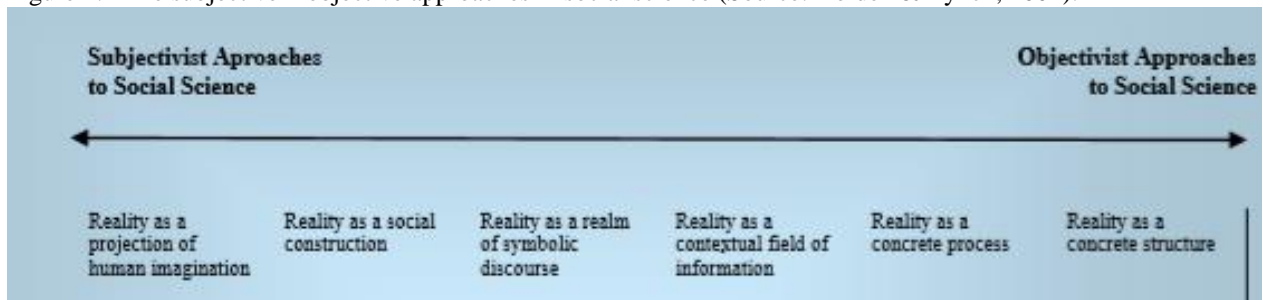 Subjectivist Aproaches
to Social Science
Objectivist Approaches
to Social Science
Reality as a
projection of
human imagination
Reality as a social
construction
Reality as a realm
of symbolic
discourse
Reality as a
contextual field of
information
Reality as a
concrete process
Reality as a
concrete structure